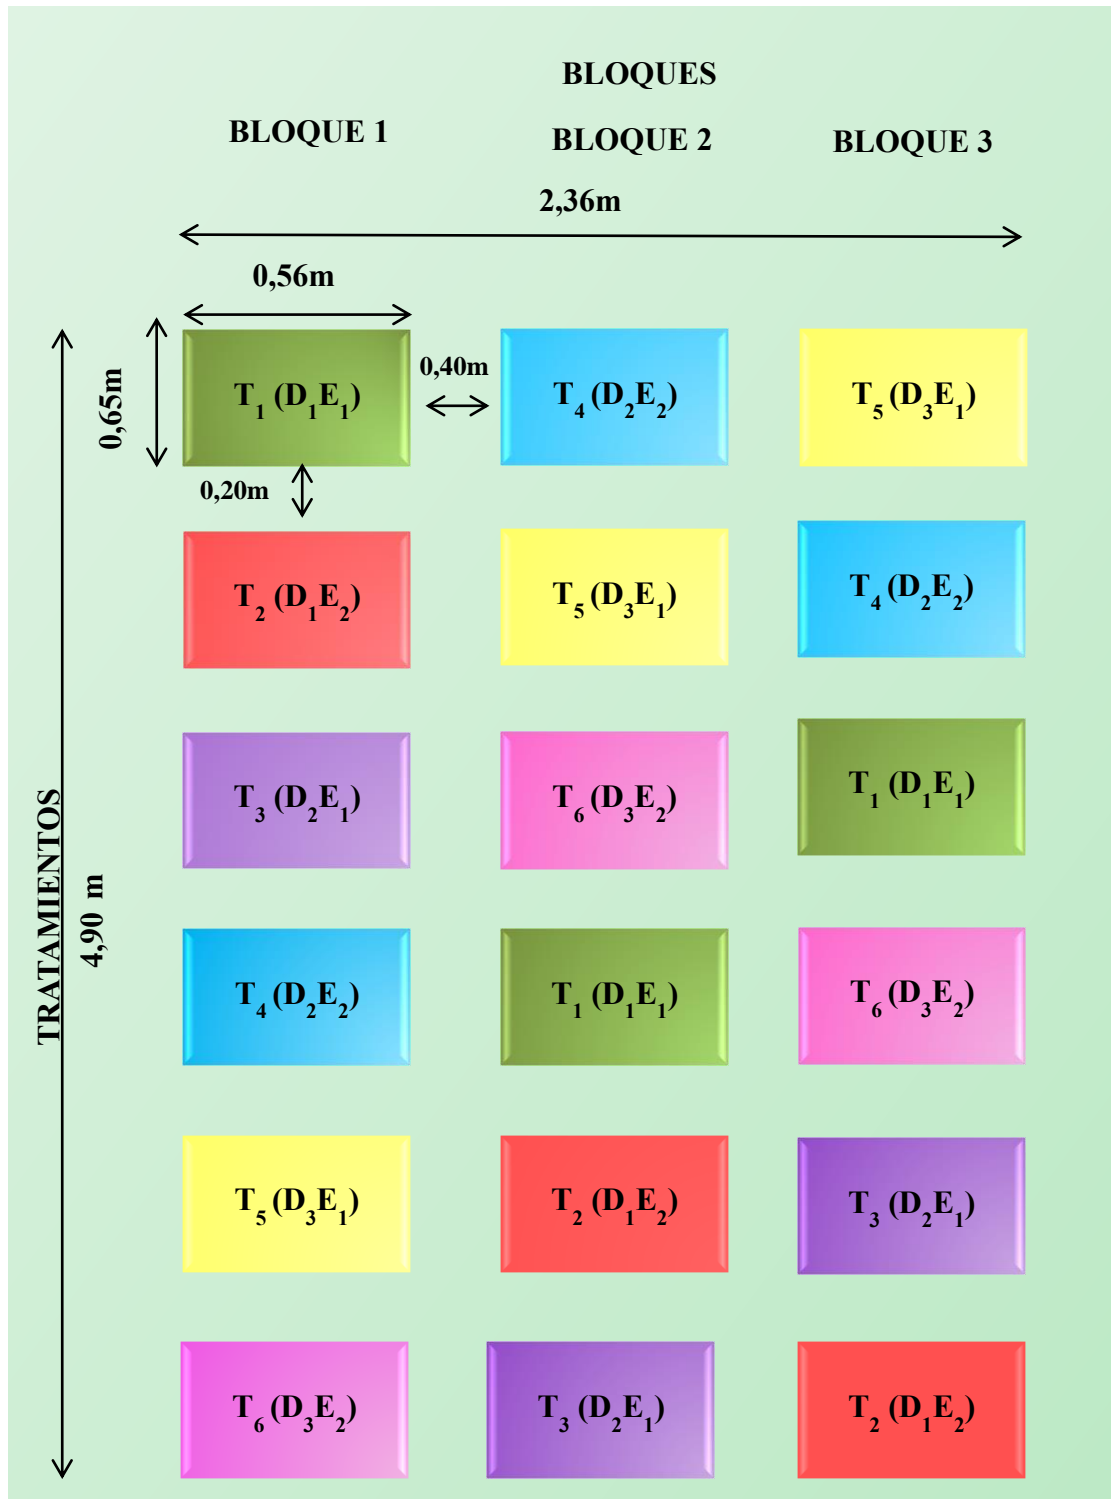 BLOQUES
BLOQUE 1
BLOQUE 2
BLOQUE 3
2,36m
0,56m
0,65m
0,40m
0,20m
T₁ (D₁E₁)
T₄ (D₂E₂)
T₅ (D₃E₁)
T₂ (D₁E₂)
T₅ (D₃E₁)
T₄ (D₂E₂)
T₃ (D₂E₁)
T₆ (D₃E₂)
T₁ (D₁E₁)
TRATAMIENTOS
4,90 m
T₄ (D₂E₂)
T₁ (D₁E₁)
T₆ (D₃E₂)
T₅ (D₃E₁)
T₂ (D₁E₂)
T₃ (D₂E₁)
T₆ (D₃E₂)
T₃ (D₂E₁)
T₂ (D₁E₂)